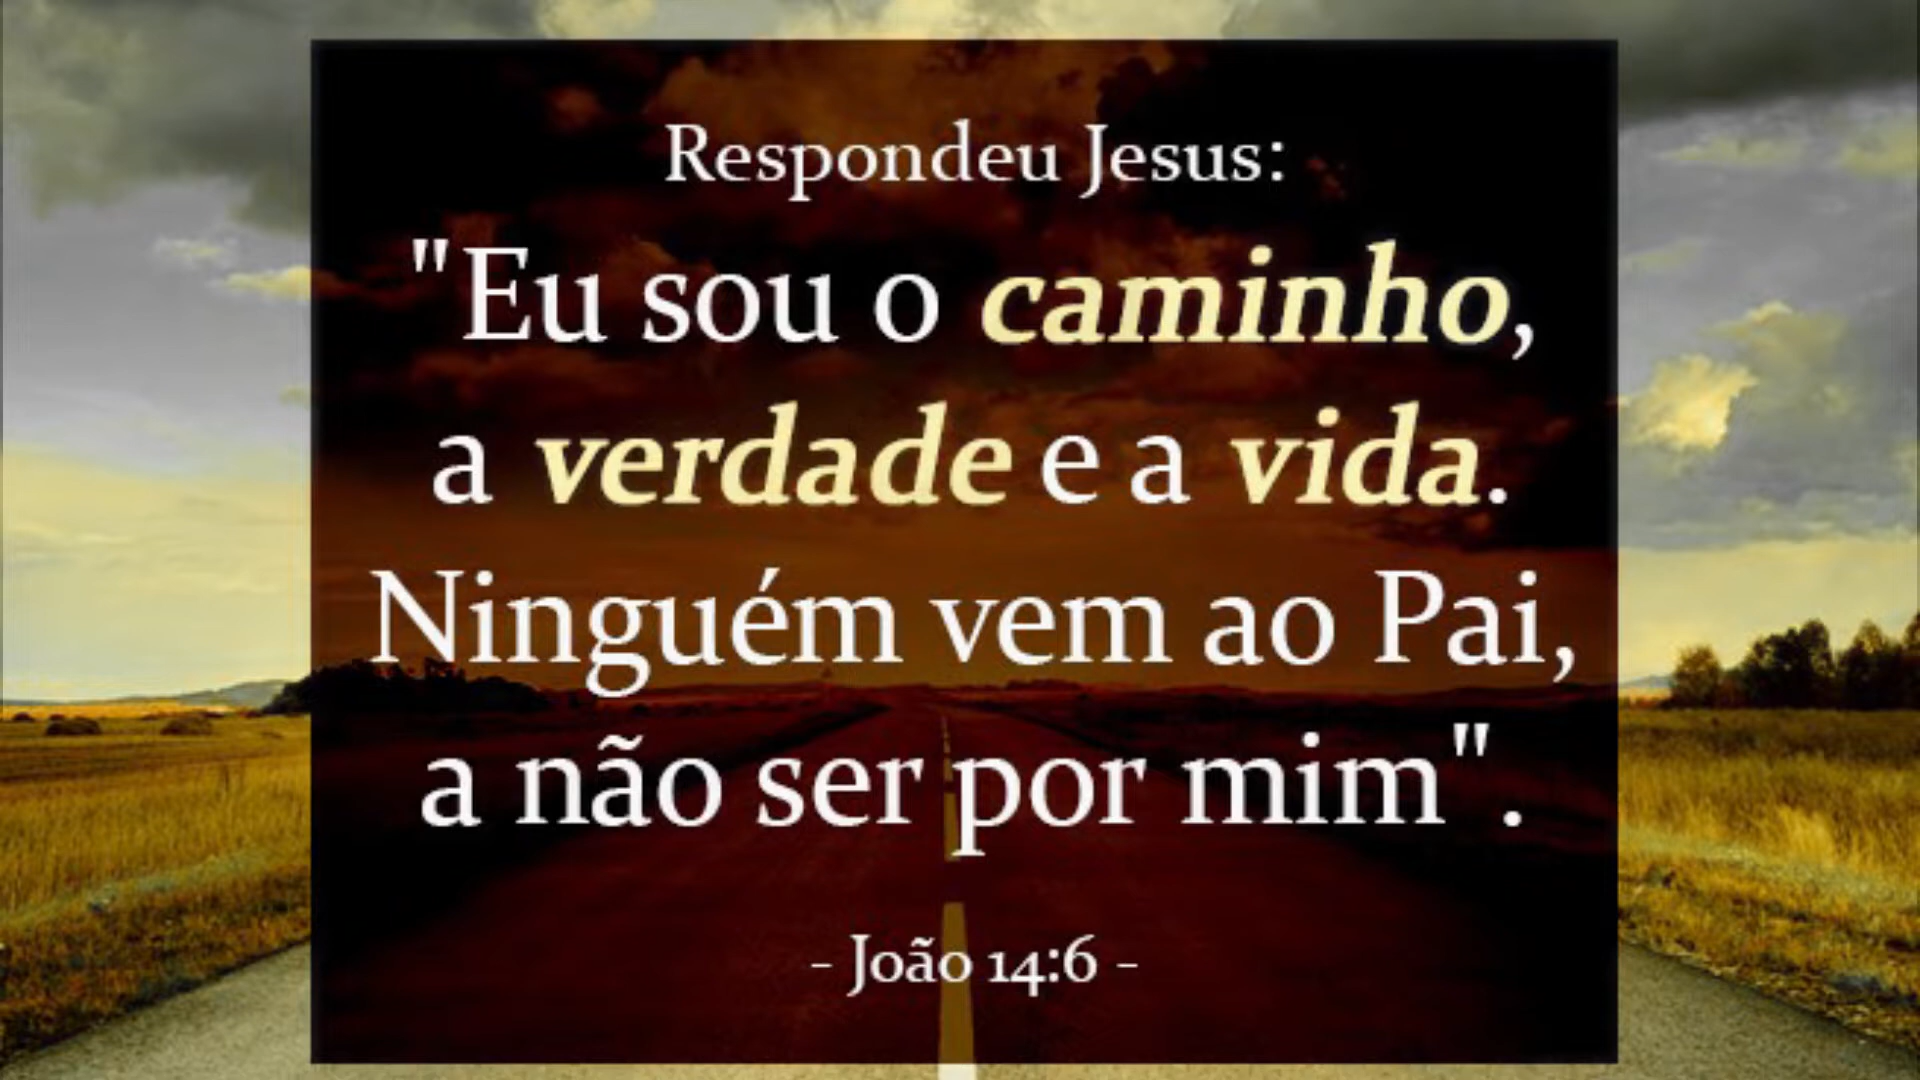 Respondeu Jesus:
"Eu sou o caminho,
a verdade e a vida.
Ninguém vem ao Pai,
a não ser por mim".
- João 14:6 -